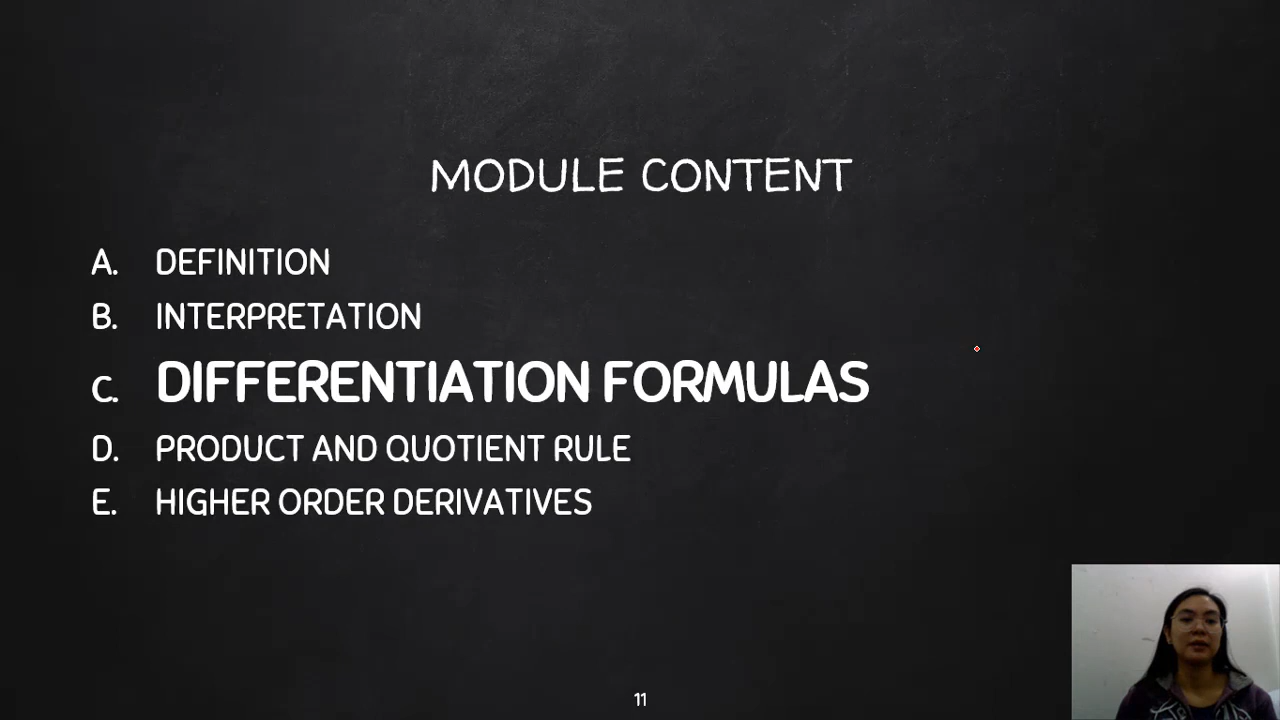 MODULE CONTENT
A. DEFINITION
B. INTERPRETATION
C. DIFFERENTIATION FORMULAS
D. PRODUCT AND QUOTIENT RULE
E. HIGHER ORDER DERIVATIVES
11